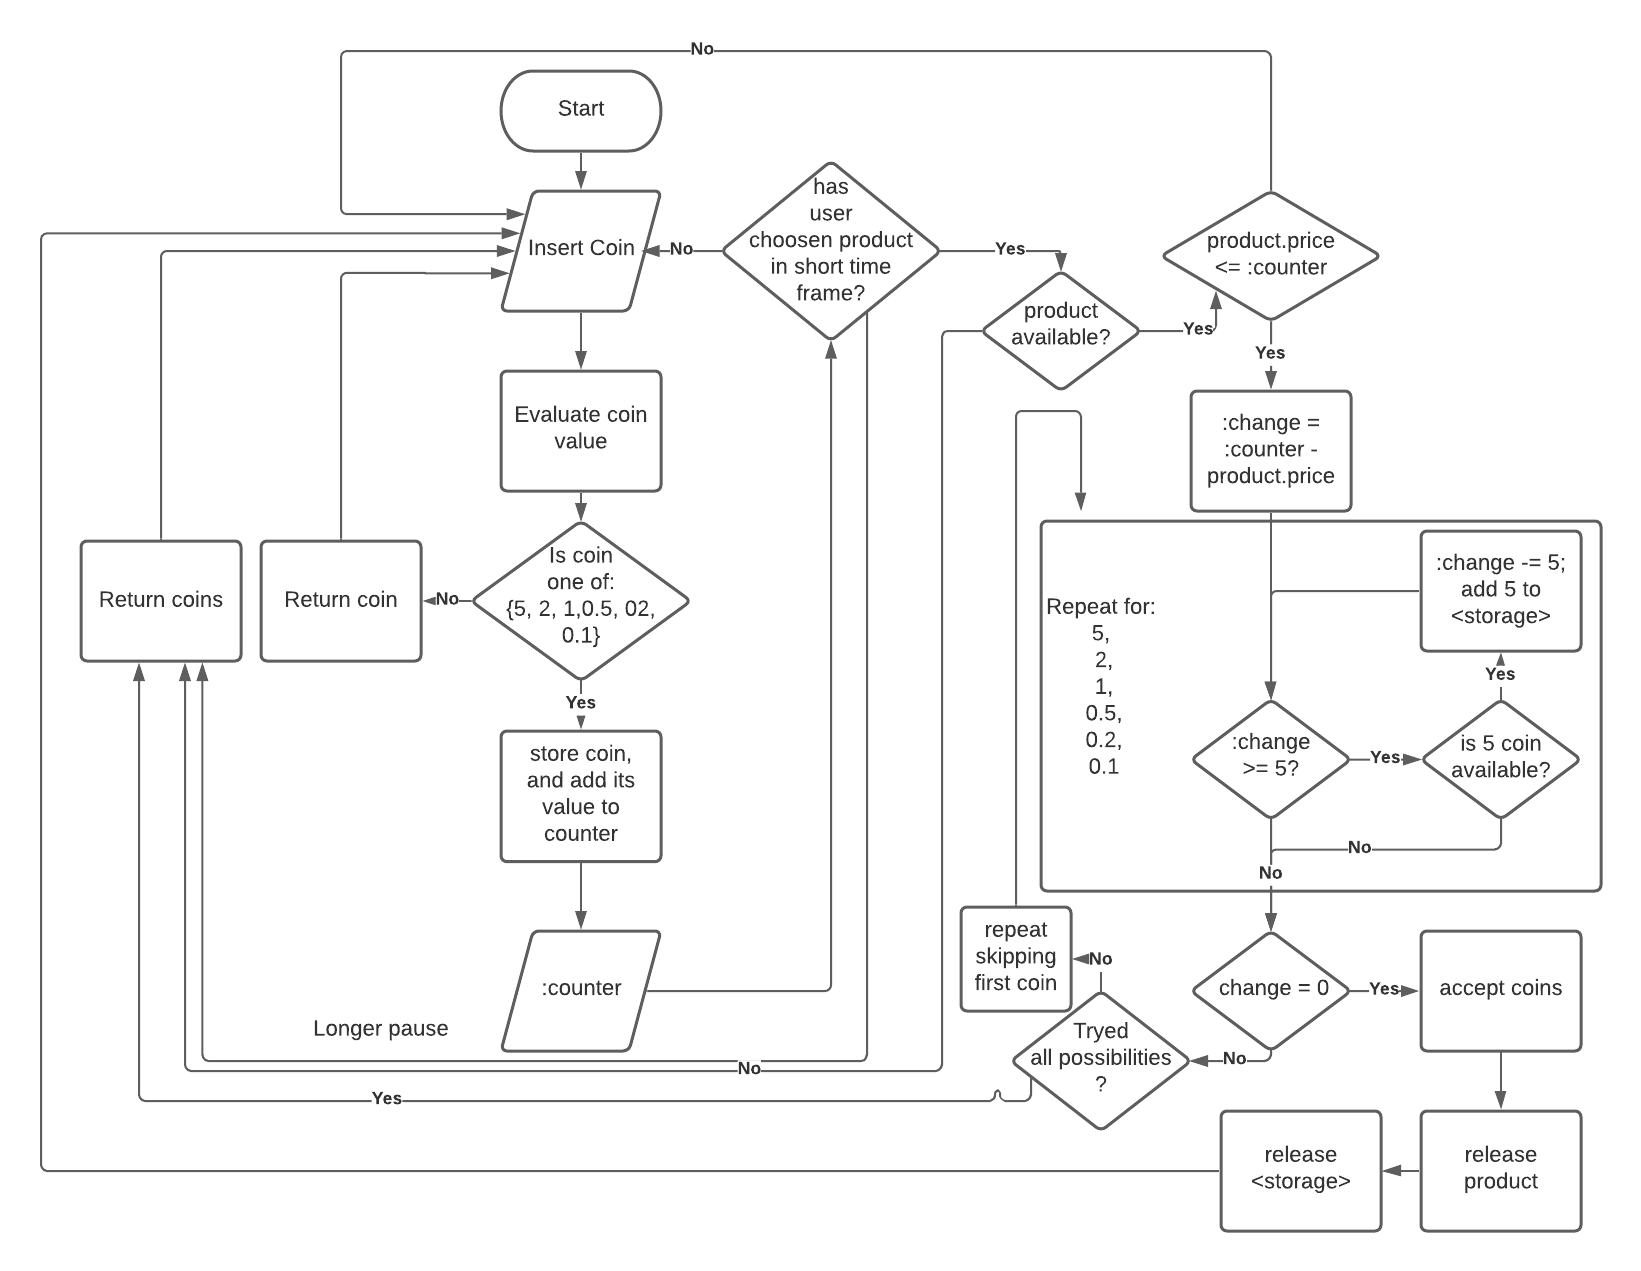 No
Start
Insert Coin
No
has
user
choosen product
in short time
frame?
Yes
product
available?
Yes
product.price
<= :counter
Yes
:change =
:counter -
product.price
Evaluate coin
value
Is coin
one of:
{5, 2, 1,0.5, 02,
0.1}
No
Return coin
Return coins
Yes
store coin,
and add its
value to
counter
:counter
Longer pause
No
Yes
Repeat for:
5,
2,
1,
0.5,
0.2,
0.1
:change -= 5;
add 5 to
<storage>
Yes
:change
>= 5?
Yes
is 5 coin
available?
No
No
repeat
skipping
first coin
No
change = 0
Yes
accept coins
Tryed
all possibilities
?
No
release
<storage>
release
product